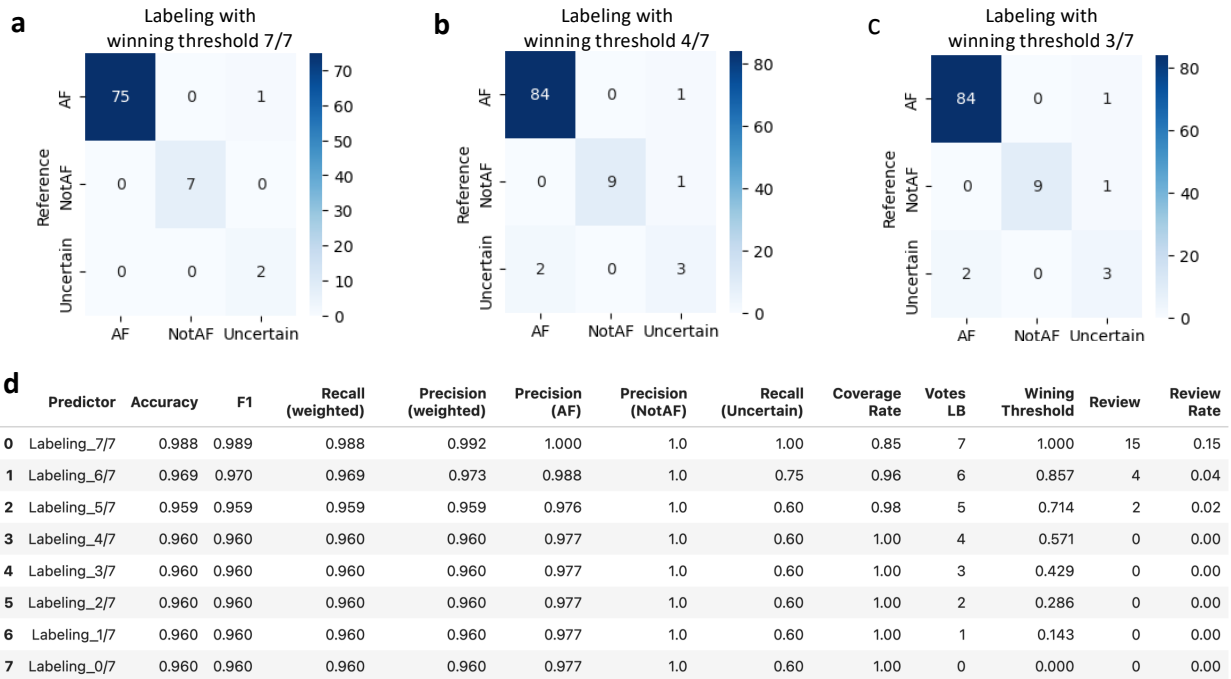 a
Labeling with
winning threshold 7/7
Reference
AF
NotAF
Uncertain
75 0 1
0 7 0
0 0 2
AF NotAF Uncertain
70
60
50
40
30
20
10
0
b
Labeling with
winning threshold 4/7
Reference
AF
NotAF
Uncertain
84 0 1
0 9 1
2 0 3
AF NotAF Uncertain
80
60
40
20
0
c
Labeling with
winning threshold 3/7
Reference
AF
NotAF
Uncertain
84 0 1
0 9 1
2 0 3
AF NotAF Uncertain
80
60
40
20
0
d
Predictor Accuracy F1 Recall (weighted) Precision (weighted) Precision (AF) Precision (NotAF) Recall (Uncertain) Coverage Rate Votes LB Wining Threshold Review Review Rate
0 Labeling_7/7 0.988 0.989 0.988 0.992 1.000 1.0 1.00 0.85 7 1.000 15 0.15
1 Labeling_6/7 0.969 0.970 0.969 0.973 0.988 1.0 0.75 0.96 6 0.857 4 0.04
2 Labeling_5/7 0.959 0.959 0.959 0.959 0.976 1.0 0.60 0.98 5 0.714 2 0.02
3 Labeling_4/7 0.960 0.960 0.960 0.960 0.977 1.0 0.60 1.00 4 0.571 0 0.00
4 Labeling_3/7 0.960 0.960 0.960 0.960 0.977 1.0 0.60 1.00 3 0.429 0 0.00
5 Labeling_2/7 0.960 0.960 0.960 0.960 0.977 1.0 0.60 1.00 2 0.286 0 0.00
6 Labeling_1/7 0.960 0.960 0.960 0.960 0.977 1.0 0.60 1.00 1 0.143 0 0.00
7 Labeling_0/7 0.960 0.960 0.960 0.960 0.977 1.0 0.60 1.00 0 0.000 0 0.00